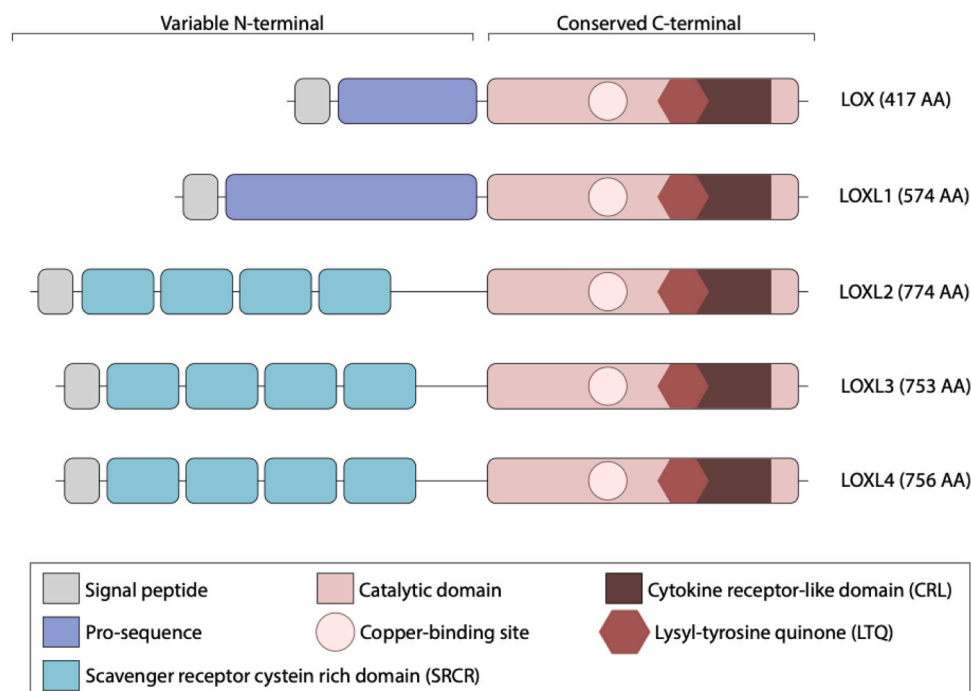 Variable N-terminal
Conserved C-terminal
LOX (417 AA)
LOXL1 (574 AA)
LOXL2 (774 AA)
LOXL3 (753 AA)
LOXL4 (756 AA)
Signal peptide
Catalytic domain
Cytokine receptor-like domain (CRL)
Pro-sequence
Copper-binding site
Lysyl-tyrosine quinone (LTQ)
Scavenger receptor cystein rich domain (SRCR)